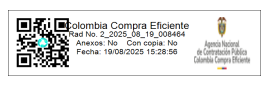 Colombia Compra Eficiente
Rad No. 2_2025_08_19_008464
Anexos: No    Con copia: No
Fecha: 19/08/2025 15:28:56
Agencia Nacional
de Contratación Pública
Colombia Compra Eficiente